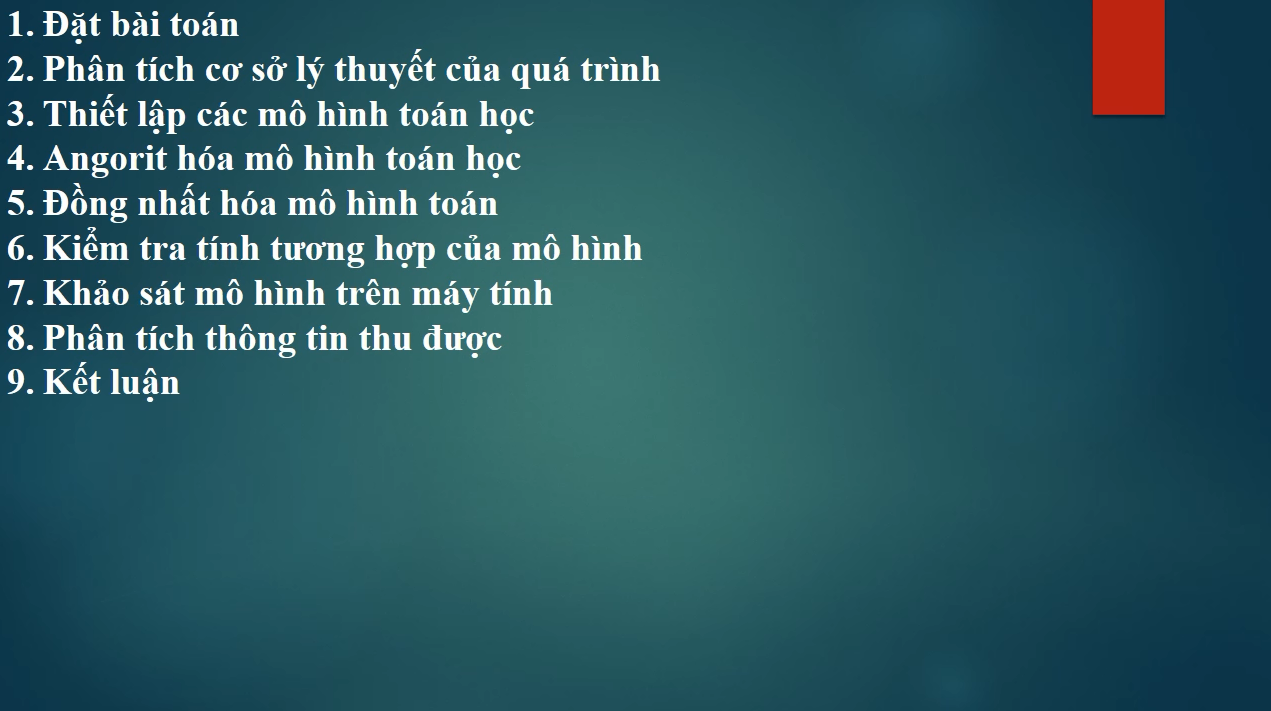 1. Đặt bài toán
2. Phân tích cơ sở lý thuyết của quá trình
3. Thiết lập các mô hình toán học
4. Angorit hóa mô hình toán học
5. Đồng nhất hóa mô hình toán
6. Kiểm tra tính tương hợp của mô hình
7. Khảo sát mô hình trên máy tính
8. Phân tích thông tin thu được
9. Kết luận